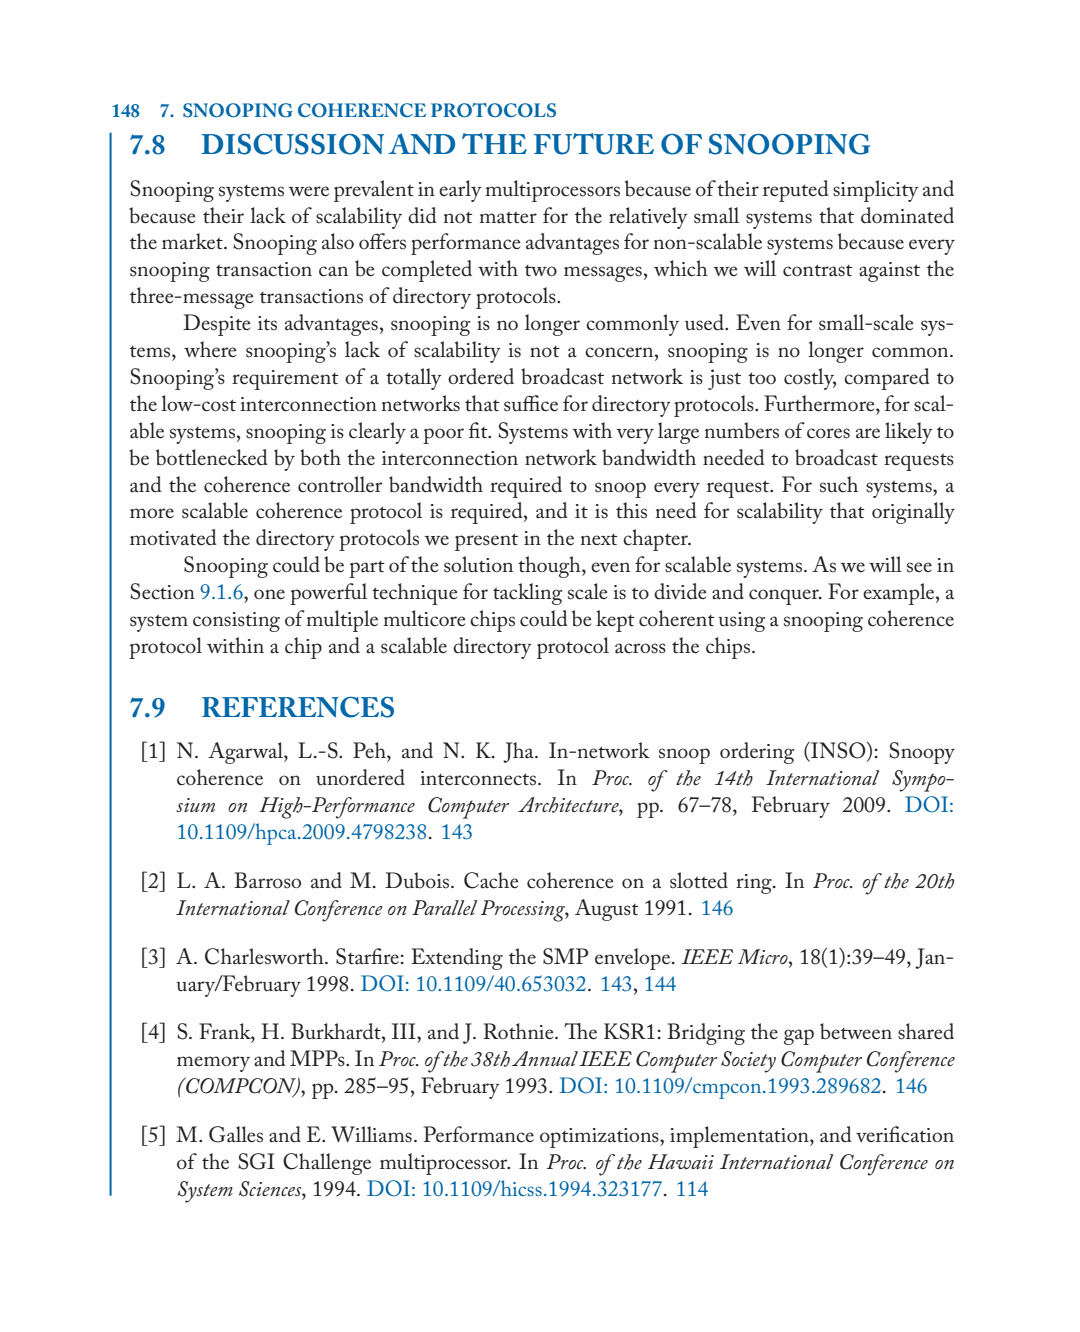 148 7. SNOOPING COHERENCE PROTOCOLS
7.8 DISCUSSION AND THE FUTURE OF SNOOPING
Snooping systems were prevalent in early multiprocessors because of their reputed simplicity and
because their lack of scalability did not matter for the relatively small systems that dominated
the market. Snooping also offers performance advantages for non-scalable systems because every
snooping transaction can be completed with two messages, which we will contrast against the
three-message transactions of directory protocols.
Despite its advantages, snooping is no longer commonly used. Even for small-scale sys-
tems, where snooping’s lack of scalability is not a concern, snooping is no longer common.
Snooping’s requirement of a totally ordered broadcast network is just too costly, compared to
the low-cost interconnection networks that suffice for directory protocols. Furthermore, for scal-
able systems, snooping is clearly a poor fit. Systems with very large numbers of cores are likely to
be bottlenecked by both the interconnection network bandwidth needed to broadcast requests
and the coherence controller bandwidth required to snoop every request. For such systems, a
more scalable coherence protocol is required, and it is this need for scalability that originally
motivated the directory protocols we present in the next chapter.
Snooping could be part of the solution though, even for scalable systems. As we will see in
Section 9.1.6, one powerful technique for tackling scale is to divide and conquer. For example, a
system consisting of multiple multicore chips could be kept coherent using a snooping coherence
protocol within a chip and a scalable directory protocol across the chips.
7.9 REFERENCES
[1] N. Agarwal, L.-S. Peh, and N. K. Jha. In-network snoop ordering (INSO): Snoopy
coherence on unordered interconnects. In Proc. of the 14th International Sympo-
sium on High-Performance Computer Architecture, pp. 67–78, February 2009. DOI:
10.1109/hpca.2009.4798238. 143
[2] L. A. Barroso and M. Dubois. Cache coherence on a slotted ring. In Proc. of the 20th
International Conference on Parallel Processing, August 1991. 146
[3] A. Charlesworth. Starfire: Extending the SMP envelope. IEEE Micro, 18(1):39–49, Jan-
uary/February 1998. DOI: 10.1109/40.653032. 143, 144
[4] S. Frank, H. Burkhardt, III, and J. Rothnie. The KSR1: Bridging the gap between shared
memory and MPPs. In Proc. of the 38th Annual IEEE Computer Society Computer Conference
(COMPCON), pp. 285–95, February 1993. DOI: 10.1109/cmpcon.1993.289682. 146
[5] M. Galles and E. Williams. Performance optimizations, implementation, and verification
of the SGI Challenge multiprocessor. In Proc. of the Hawaii International Conference on
System Sciences, 1994. DOI: 10.1109/hicss.1994.323177. 114